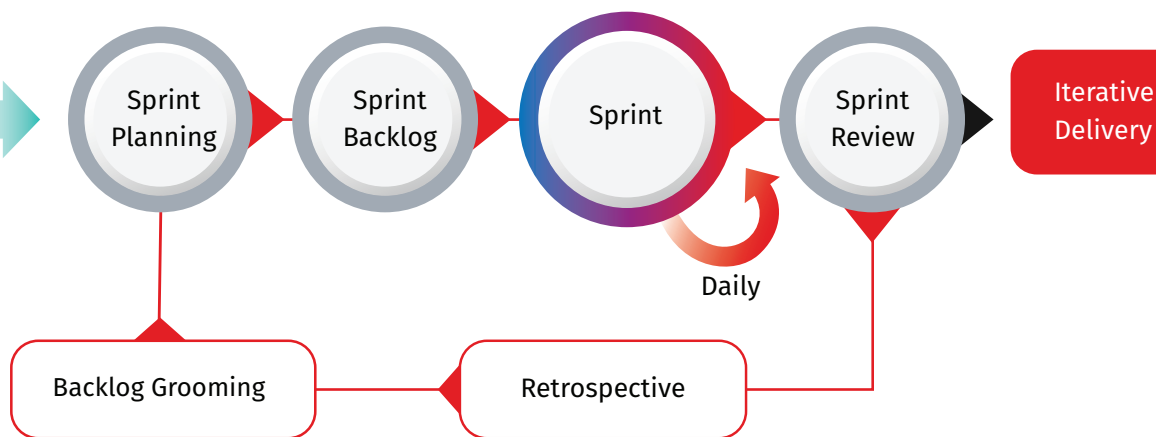 Sprint
Planning
Sprint
Backlog
Sprint
Sprint
Review
Iterative
Delivery
Daily
Backlog Grooming
Retrospective